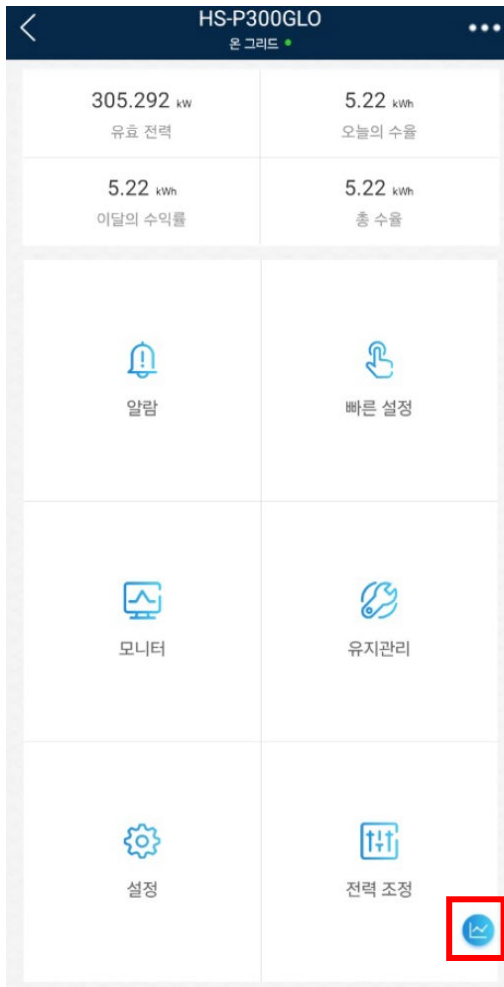 HS-P300GLO
온 그리드
305.292 kW
5.22 kWh
유효 전력
오늘의 수율
5.22 kWh
5.22 kWh
이달의 수익률
총 수율
알람
빠른 설정
모니터
유지관리
설정
전력 조정